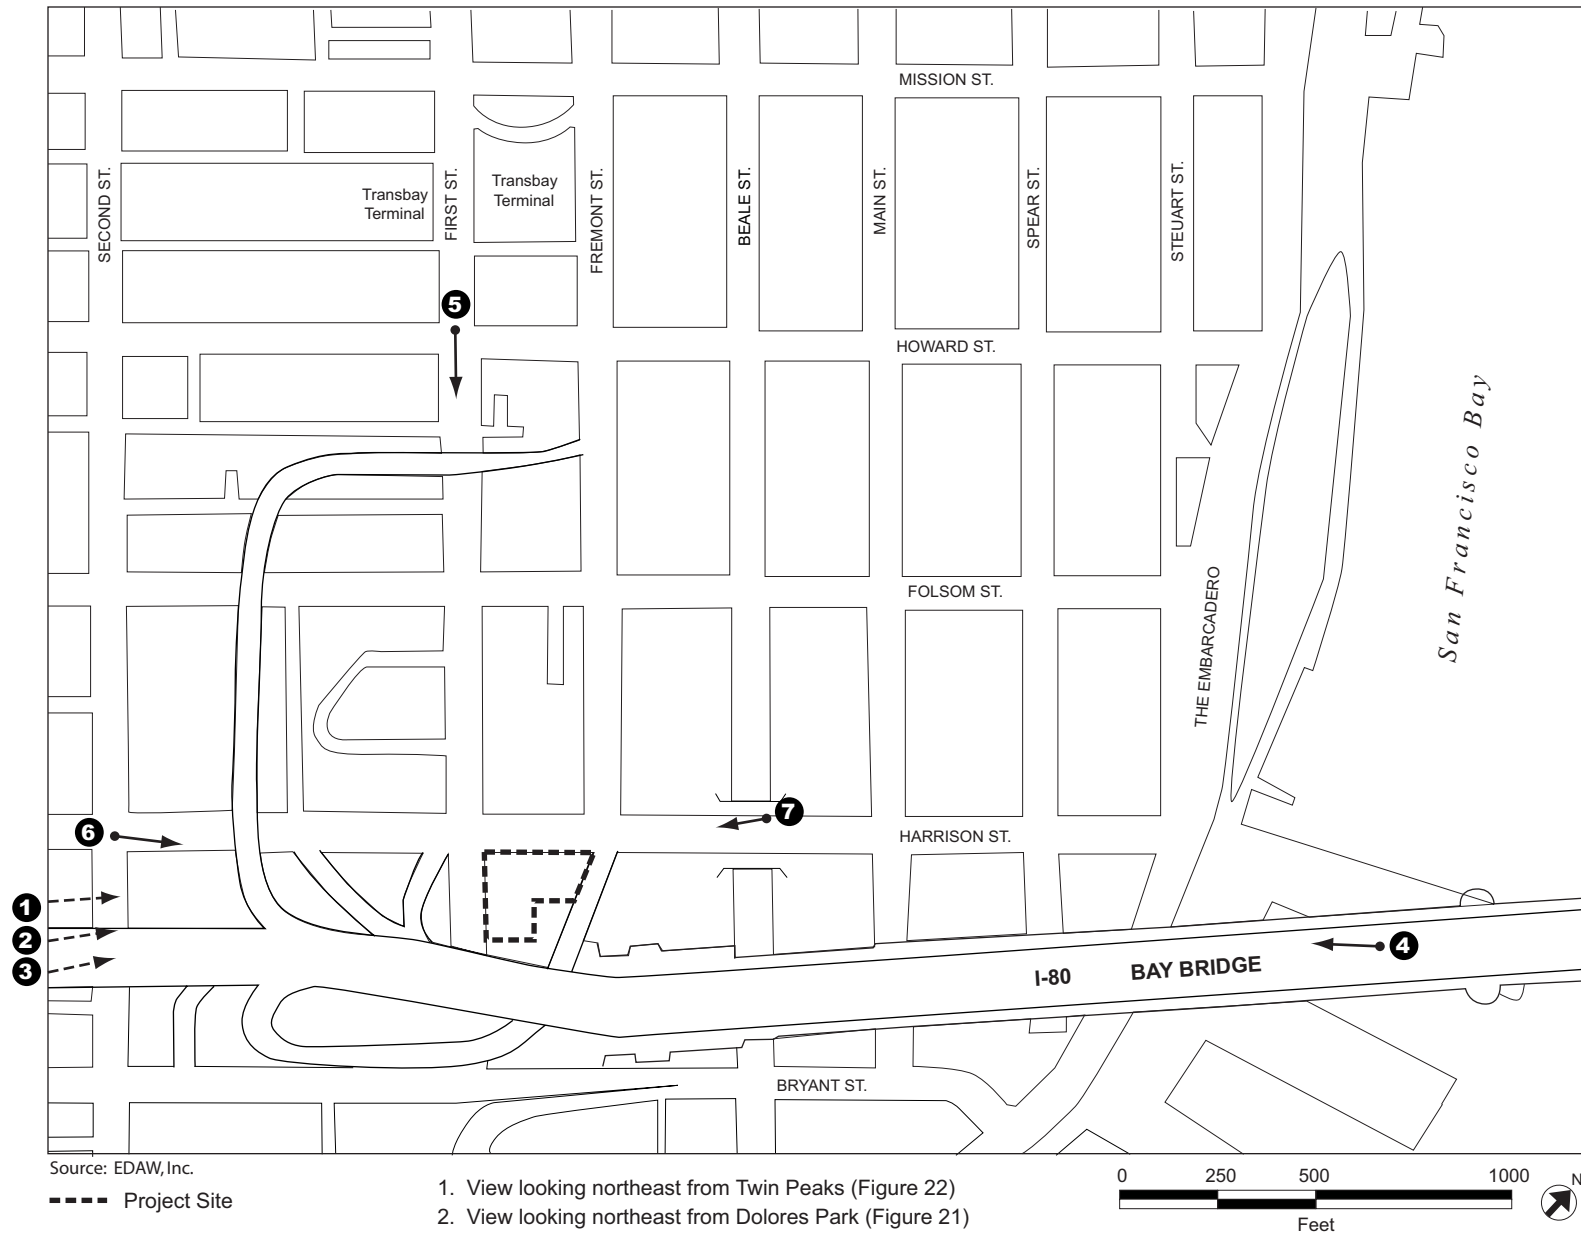 MISSION ST.
SECOND ST.
Transbay
Terminal
FIRST ST.
Transbay
Terminal
FREMONT ST.
BEALE ST.
MAIN ST.
SPEAR ST.
STEUART ST.
5
HOWARD ST.
San Francisco Bay
FOLSOM ST.
THE EMBARCADERO
7
6
HARRISON ST.
1
2
3
4
I-80 BAY BRIDGE
BRYANT ST.
Source: EDAW, Inc.
Project Site
1. View looking northeast from Twin Peaks (Figure 22)
2. View looking northeast from Dolores Park (Figure 21)
0 250 500 1000
Feet
N